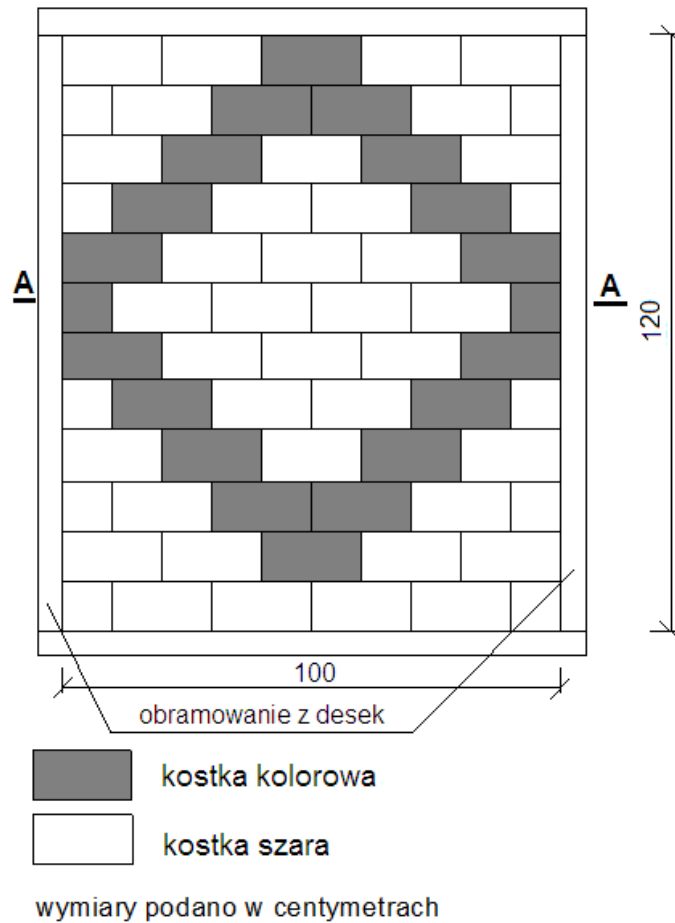 A A
120
100
obramowanie z desek
kostka kolorowa
kostka szara
wymiary podano w centymetrach